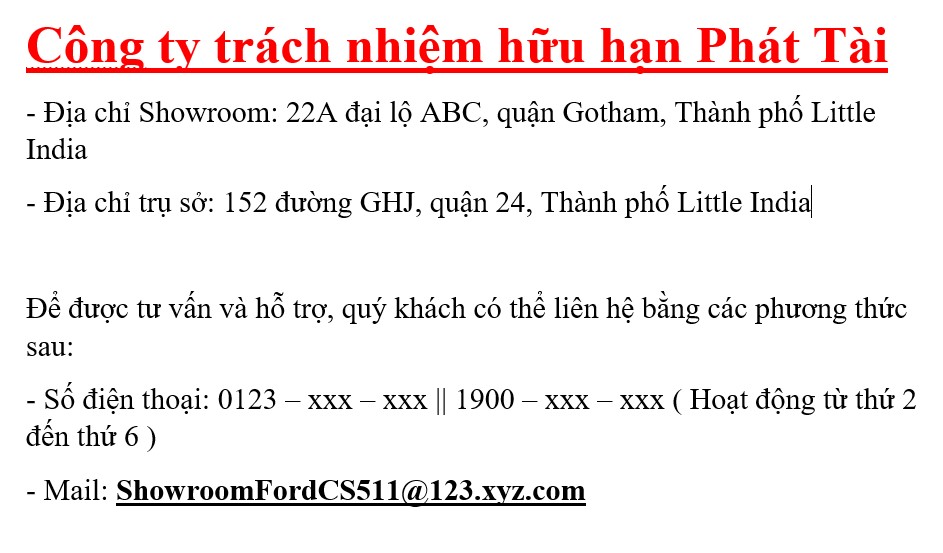 Công ty trách nhiệm hữu hạn Phát Tài
- Địa chỉ Showroom: 22A đại lộ ABC, quận Gotham, Thành phố Little
India
- Địa chỉ trụ sở: 152 đường GHJ, quận 24, Thành phố Little India
Để được tư vấn và hỗ trợ, quý khách có thể liên hệ bằng các phương thức
sau:
- Số điện thoại: 0123 – xxx – xxx || 1900 – xxx – xxx ( Hoạt động từ thứ 2
đến thứ 6 )
- Mail: ShowroomFordCS511@123.xyz.com